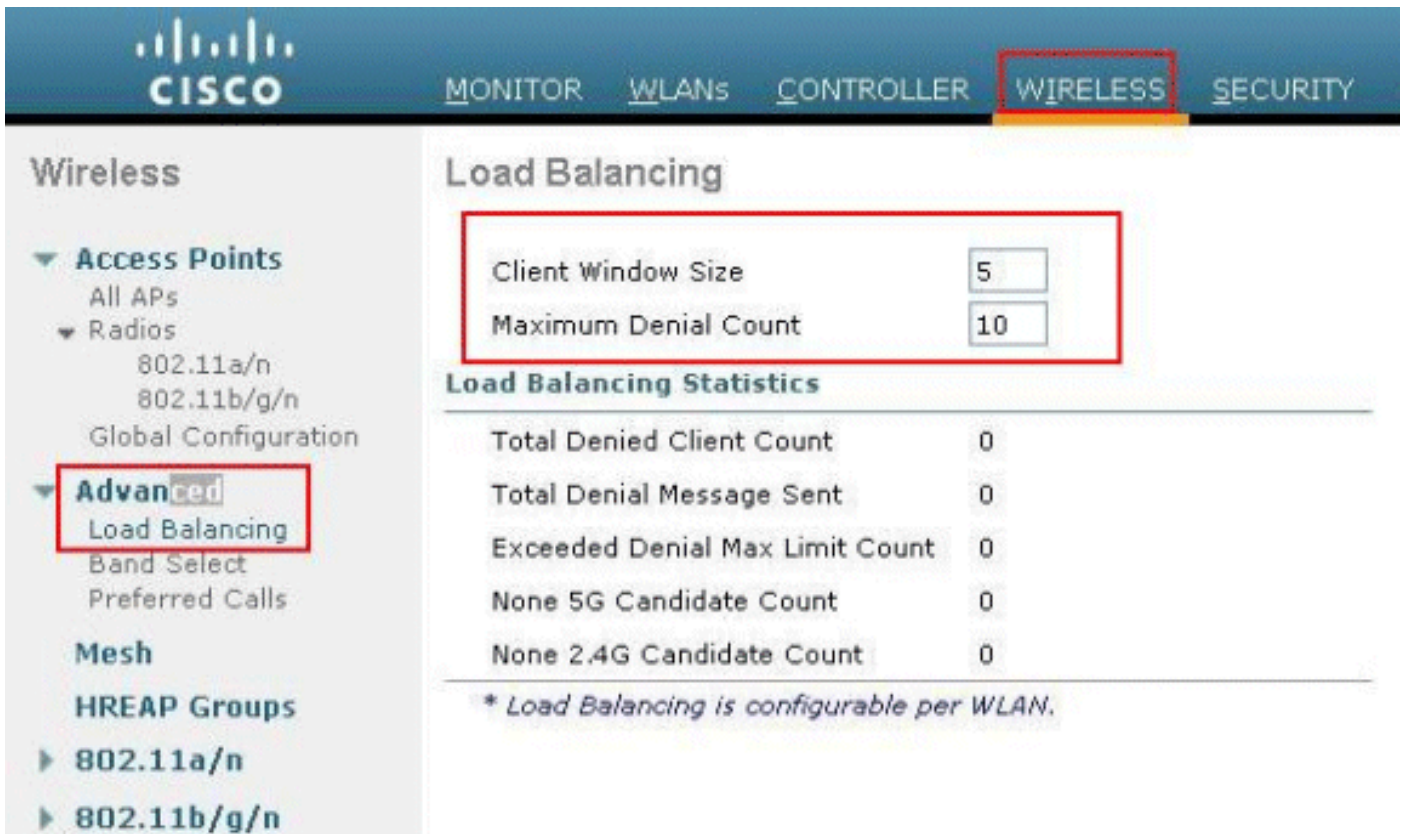 CISCO
MONITOR WLANs CONTROLLER WIRELESS SECURITY
Wireless
Access Points
All APs
Radios
802.11a/n
802.11b/g/n
Global Configuration
Advanced
Load Balancing
Band Select
Preferred Calls
Mesh
HREAP Groups
802.11a/n
802.11b/g/n
Load Balancing
Client Window Size 5
Maximum Denial Count 10
Load Balancing Statistics
Total Denied Client Count 0
Total Denial Message Sent 0
Exceeded Denial Max Limit Count 0
None 5G Candidate Count 0
None 2.4G Candidate Count 0
* Load Balancing is configurable per WLAN.